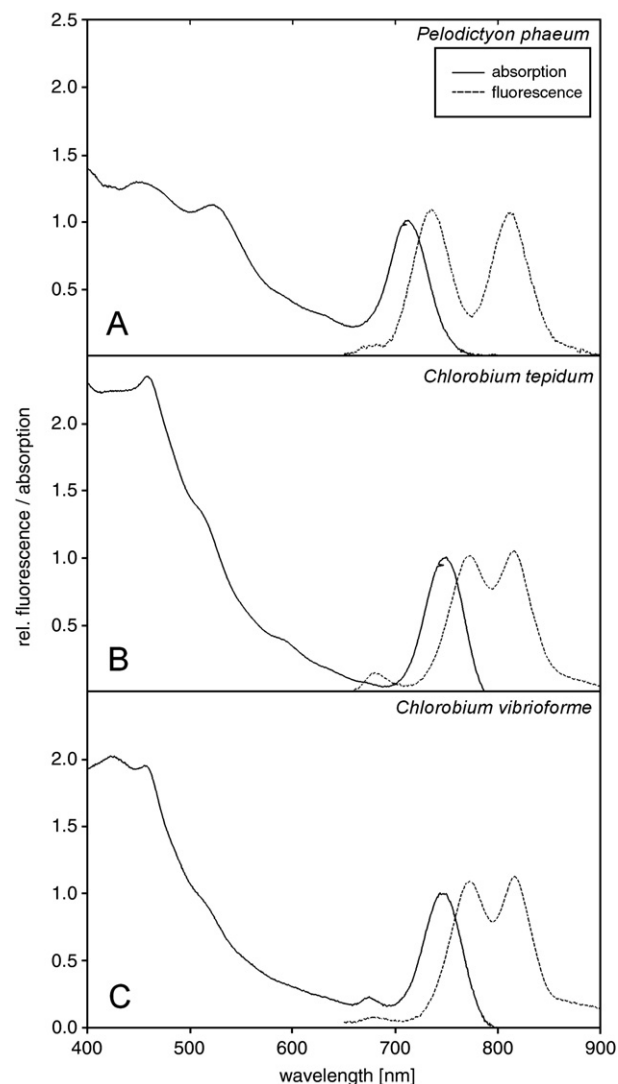 2.5
Pelodictyon phaeum
absorption
fluorescence
2.0
1.5
1.0
0.5
A
Chlorobium tepidum
2.0
1.5
1.0
0.5
B
rel. fluorescence / absorption
Chlorobium vibrioforme
2.0
1.5
1.0
0.5
C
0.0
400 500 600 700 800 900
wavelength [nm]